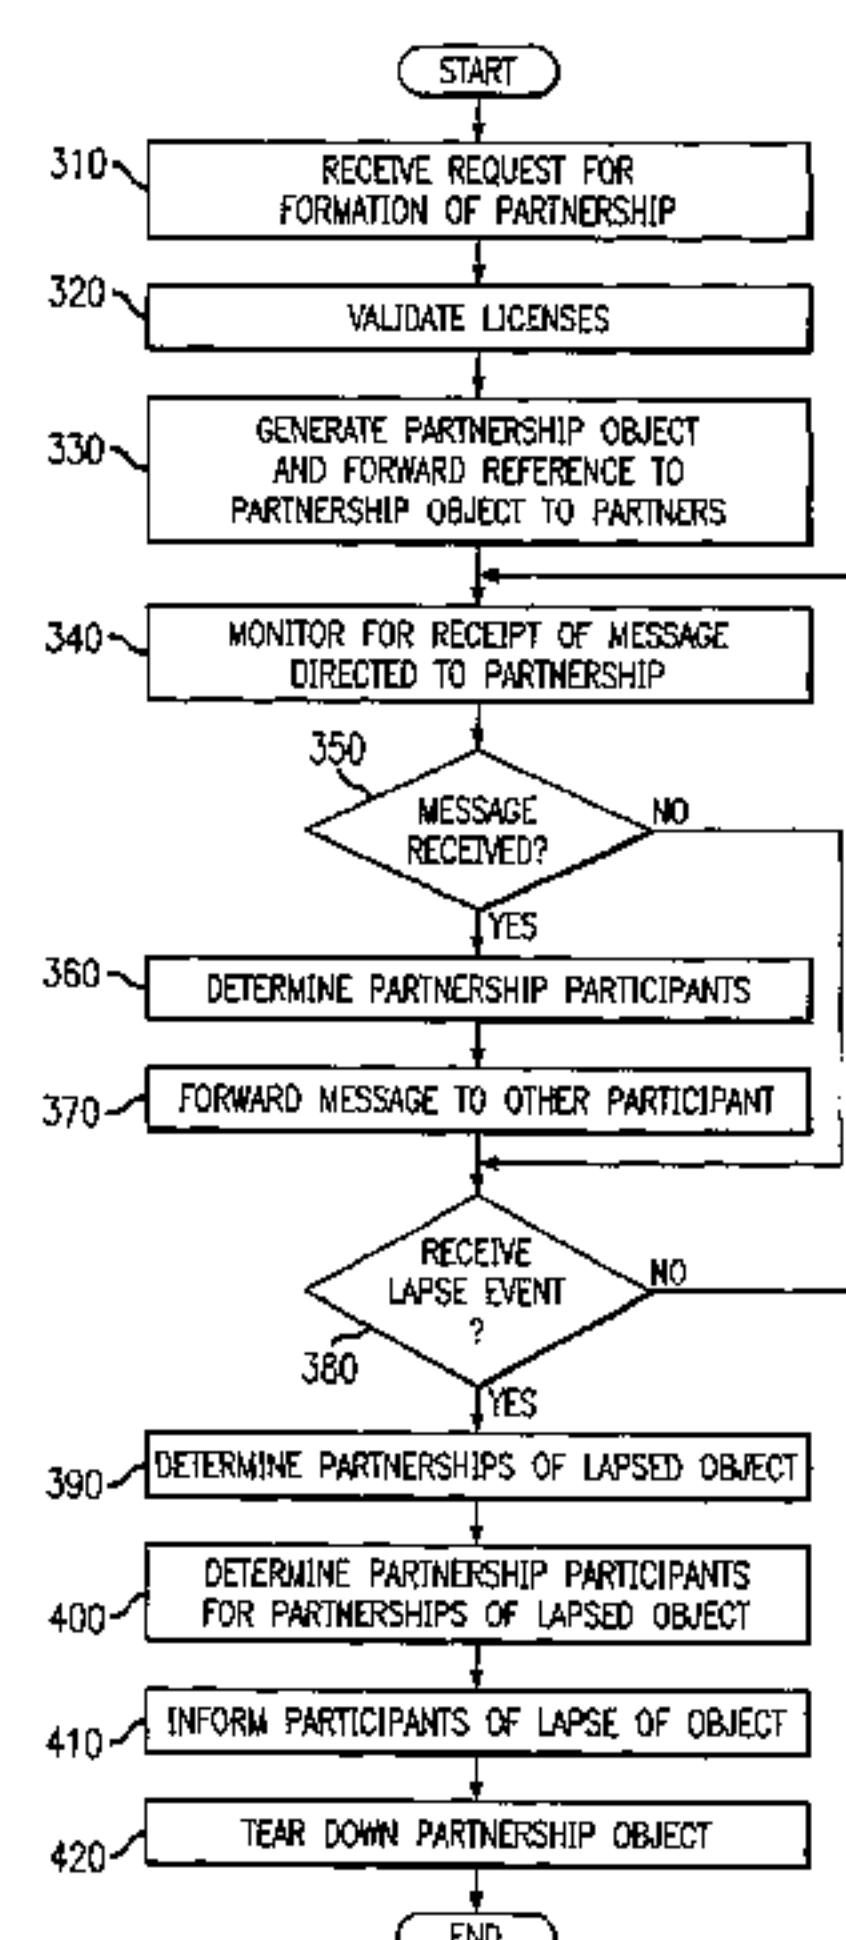 START
310
RECEIVE REQUEST FOR
FORMATION OF PARTNERSHIP
320
VALIDATE LICENSES
330
GENERATE PARTNERSHIP OBJECT
AND FORWARD REFERENCE TO
PARTNERSHIP OBJECT TO PARTNERS
340
MONITOR FOR RECEIPT OF MESSAGE
DIRECTED TO PARTNERSHIP
350
MESSAGE
RECEIVED?
NO
YES
360
DETERMINE PARTNERSHIP PARTICIPANTS
370
FORWARD MESSAGE TO OTHER PARTICIPANT
RECEIVE
LAPSE EVENT
?
NO
380
YES
390
DETERMINE PARTNERSHIPS OF LAPSED OBJECT
400
DETERMINE PARTNERSHIP PARTICIPANTS
FOR PARTNERSHIPS OF LAPSED OBJECT
410
INFORM PARTICIPANTS OF LAPSE OF OBJECT
420
TEAR DOWN PARTNERSHIP OBJECT
END